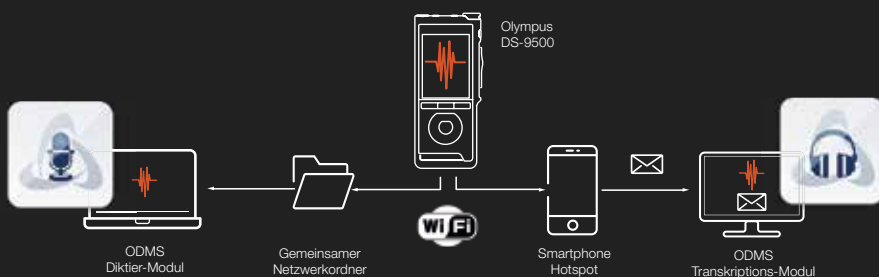 Olympus
DS-9500
WiFi
ODMS
Diktier-Modul
Gemeinsamer
Netzwerkordner
Smartphone
Hotspot
ODMS
Transkriptions-Modul